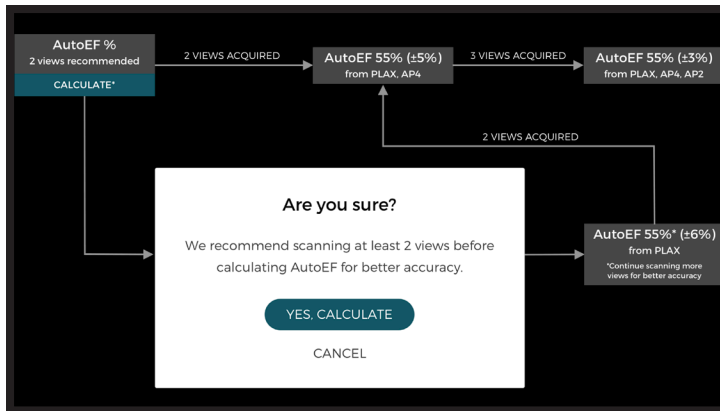 AutoEF %
2 views recommended
CALCULATE*
2 VIEWS ACQUIRED
AutoEF 55% (±5%)
from PLAX, AP4
3 VIEWS ACQUIRED
AutoEF 55% (±3%)
from PLAX, AP4, AP2
2 VIEWS ACQUIRED
Are you sure?
We recommend scanning at least 2 views before
calculating AutoEF for better accuracy.
YES, CALCULATE
CANCEL
AutoEF 55%* (±6%)
from PLAX
*Continue scanning more
views for better accuracy